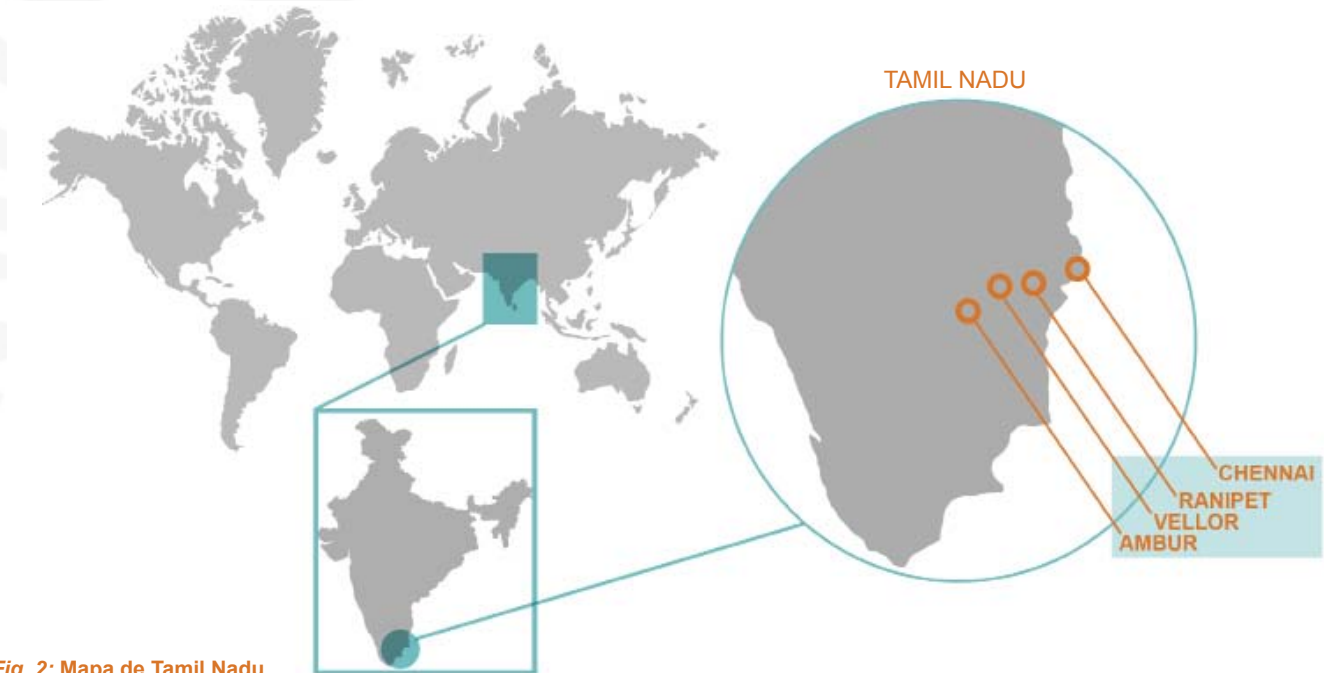 TAMIL NADU
CHENNAI
RANIPET
VELLOR
AMBUR
Fig. 2: Mapa de Tamil Nadu